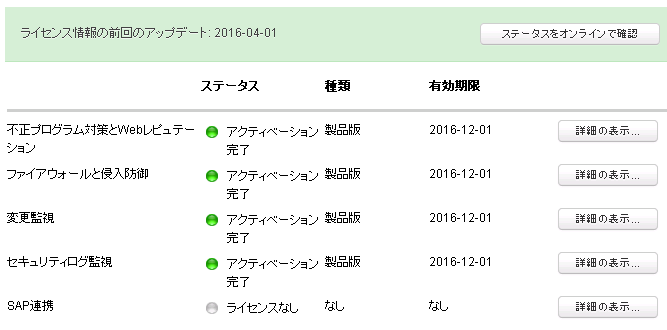 ライセンス情報の前回のアップデート: 2016-04-01 ステータスをオンラインで確認
ステータス 種類 有効期限
不正プログラム対策とWebレピュテー アクティベーション 製品版 2016-12-01 詳細の表示...
ション 完了
ファイアウォールと侵入防御 アクティベーション 製品版 2016-12-01 詳細の表示...
完了
変更監視 アクティベーション 製品版 2016-12-01 詳細の表示...
完了
セキュリティログ監視 アクティベーション 製品版 2016-12-01 詳細の表示...
完了
SAP連携 ライセンスなし なし なし 詳細の表示...